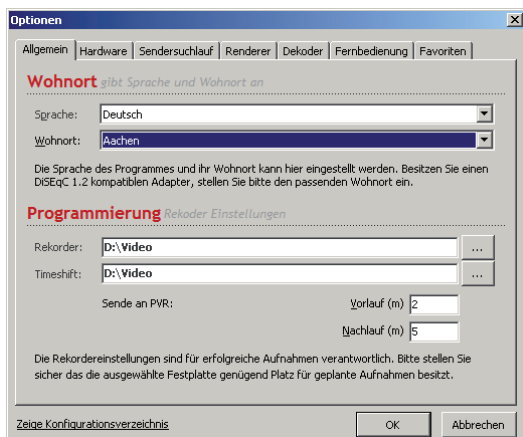 Optionen
Allgemein Hardware Sendersuchlauf Renderer Dekoder Fernbedienung Favoriten
Wohnort gibt Sprache und Wohnort an
Sprache: Deutsch
Wohnort: Aachen
Die Sprache des Programmes und ihr Wohnort kann hier eingestellt werden. Besitzen Sie einen
DiSEqC 1.2 kompatiblen Adapter, stellen Sie bitte den passenden Wohnort ein.
Programmierung Rekoder Einstellungen
Rekorder: D:\Video ...
Timeshift: D:\Video ...
Sende an PVR: Vorlauf (m) 2
Nachlauf (m) 5
Die Rekordereinstellungen sind für erfolgreiche Aufnahmen verantwortlich. Bitte stellen Sie
sicher das die ausgewählte Festplatte genügend Platz für geplante Aufnahmen besitzt.
Zeige Konfigurationsverzeichnis OK Abbrechen